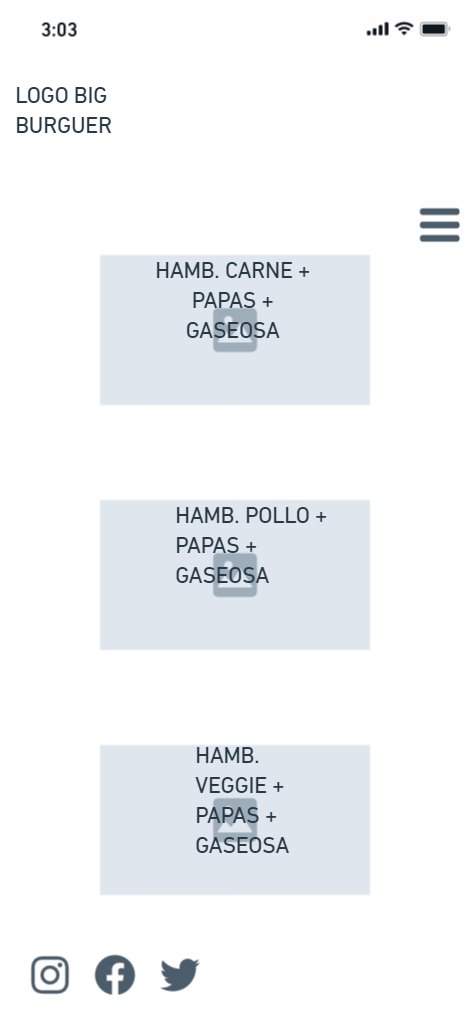 3:03
LOGO BIG
BURGUER
HAMB. CARNE +
PAPAS +
GASEOSA
HAMB. POLLO +
PAPAS +
GASEOSA
HAMB.
VEGGIE +
PAPAS +
GASEOSA